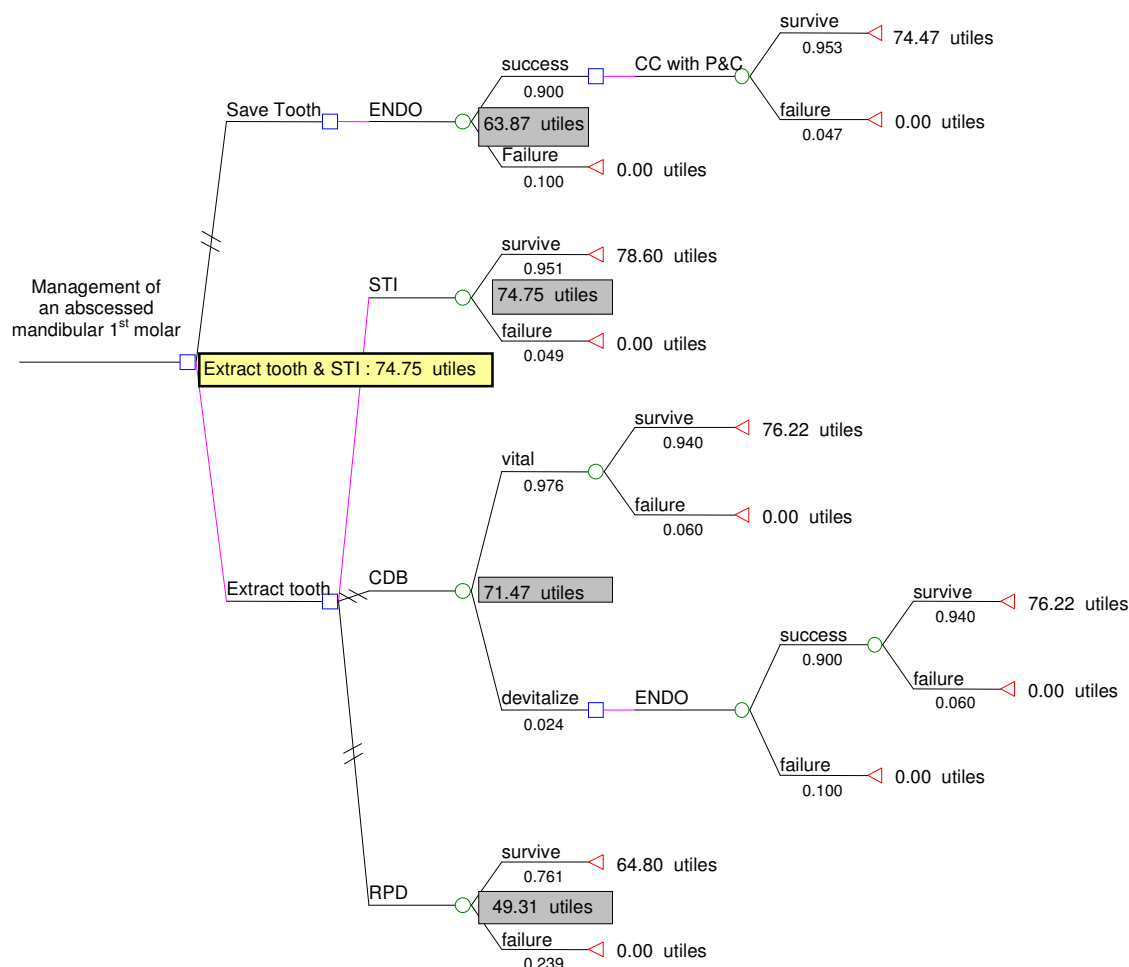 survive
0.953
74.47 utiles
success
0.900
CC with P&C
failure
0.047
0.00 utiles
Save Tooth
ENDO
63.87 utiles
Failure
0.100
0.00 utiles
survive
0.951
78.60 utiles
STI
74.75 utiles
failure
0.049
0.00 utiles
Management of
an abscessed
mandibular 1st molar
Extract tooth & STI : 74.75 utiles
survive
0.940
76.22 utiles
vital
0.976
failure
0.060
0.00 utiles
Extract tooth
CDB
71.47 utiles
survive
0.940
76.22 utiles
success
0.900
failure
0.060
0.00 utiles
devitalize
0.024
ENDO
failure
0.100
0.00 utiles
survive
0.761
64.80 utiles
RPD
49.31 utiles
failure
0.239
0.00 utiles